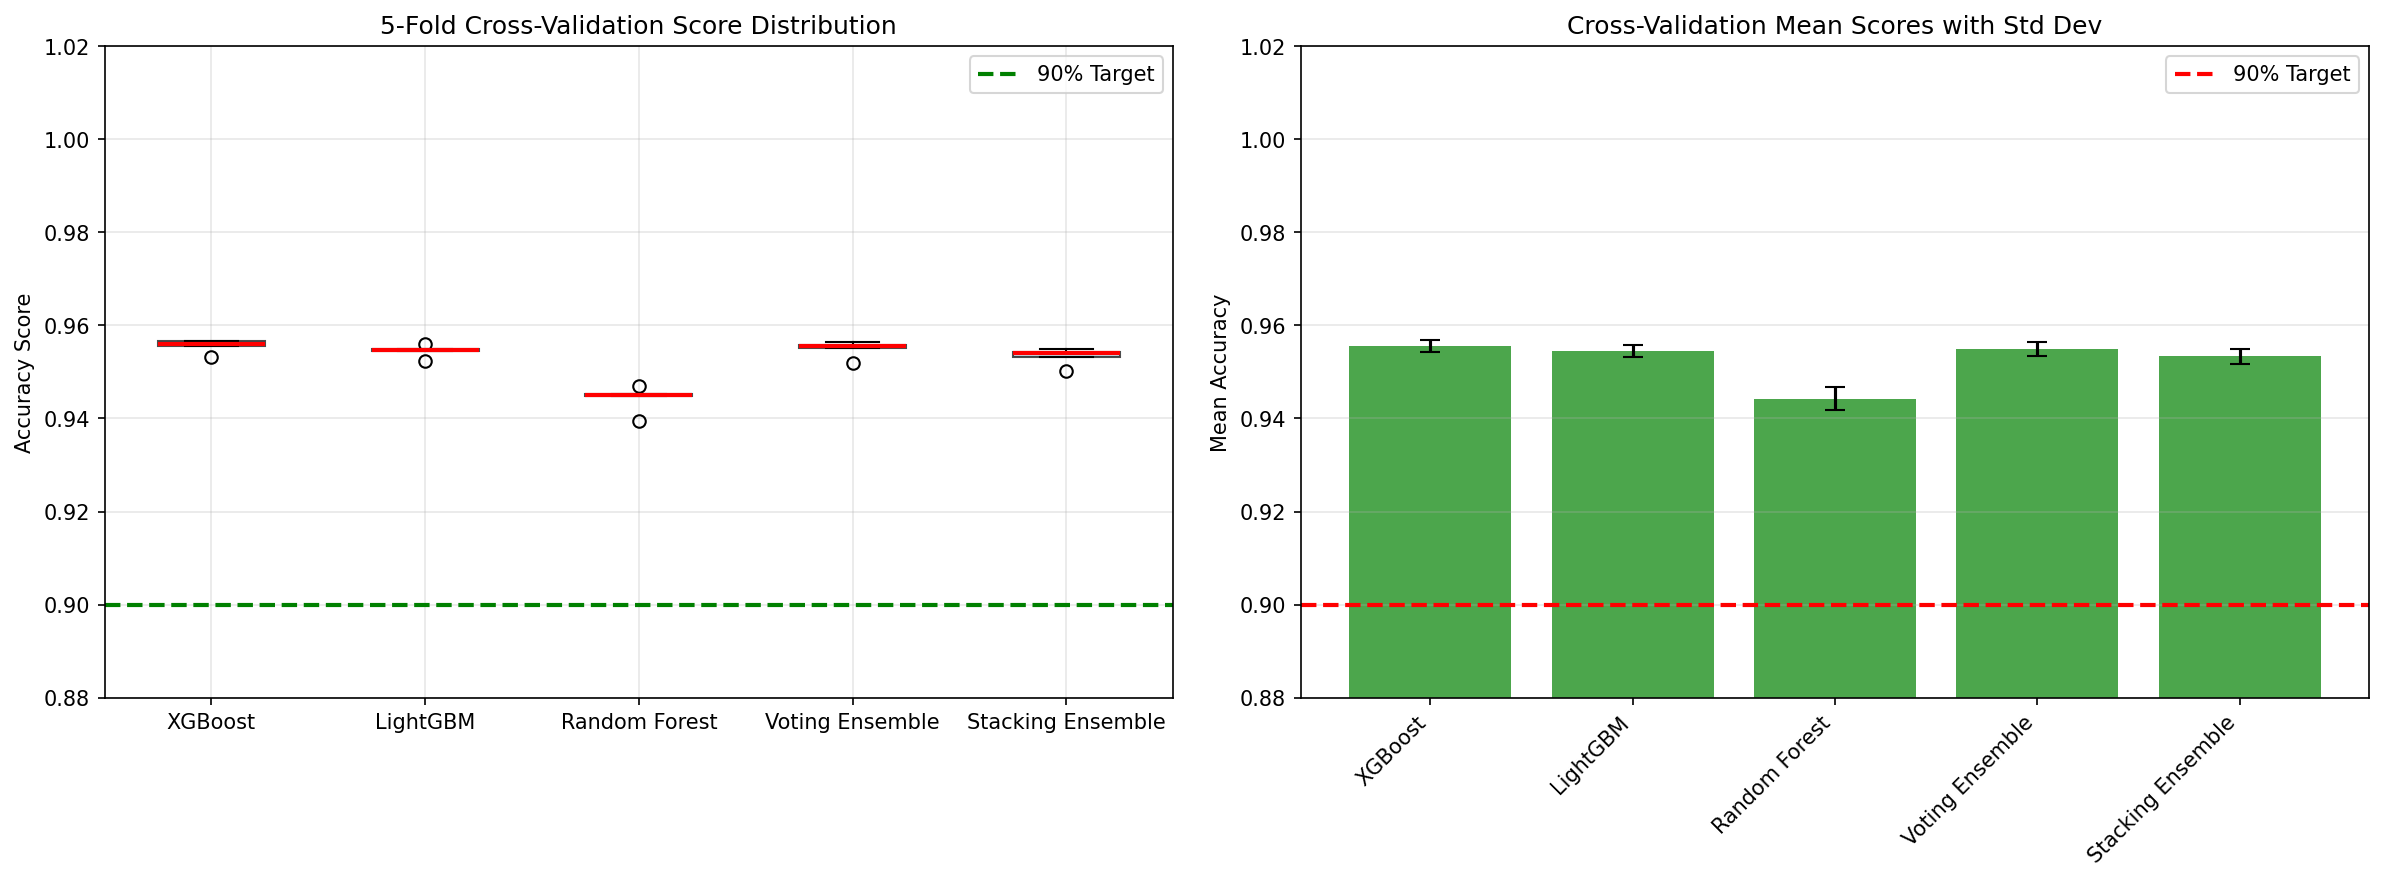 5-Fold Cross-Validation Score Distribution
90% Target
Accuracy Score
1.02
1.00
0.98
0.96
0.94
0.92
0.90
0.88
XGBoost
LightGBM
Random Forest
Voting Ensemble
Stacking Ensemble
Cross-Validation Mean Scores with Std Dev
90% Target
Mean Accuracy
1.02
1.00
0.98
0.96
0.94
0.92
0.90
0.88
XGBoost
LightGBM
Random Forest
Voting Ensemble
Stacking Ensemble